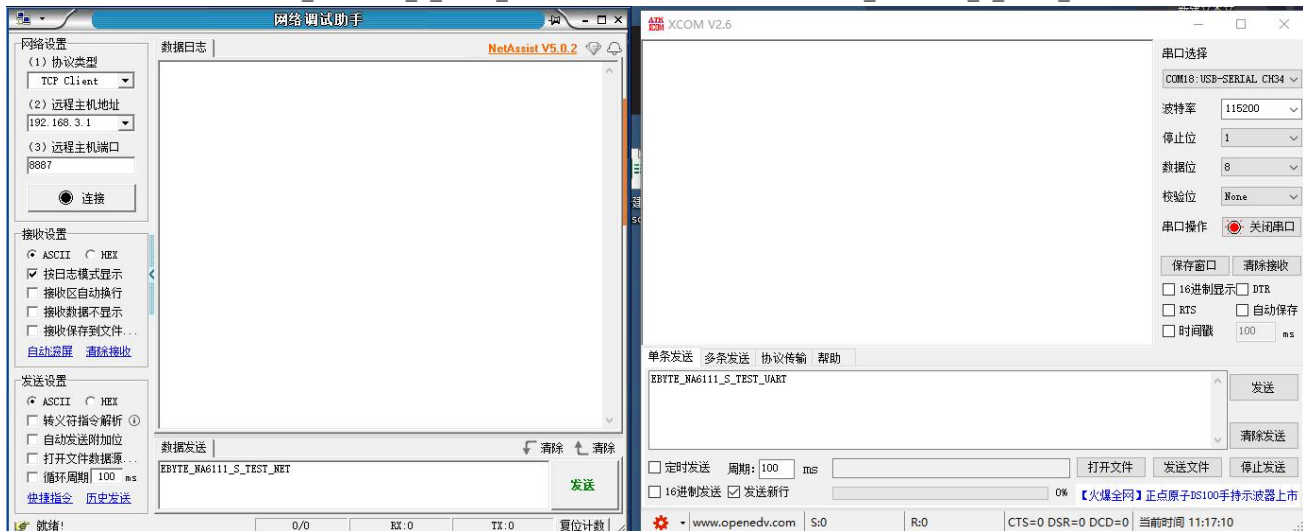 网络调试助手
网络设置
(1) 协议类型
TCP Client
(2) 远程主机地址
192.168.3.1
(3) 远程主机端口
8887
连接
接收设置
ASCII HEX
按日志模式显示
接收区自动换行
接收数据不显示
接收保存到文件...
自动滚屏 清除接收
发送设置
ASCII HEX
转义符指令解析
自动发送附加位
打开文件数据源...
循环周期 100 ms
快捷指令 历史发送
数据日志
NetAssist V5.0.2
数据发送
清除 清除
EBYTE_NA6111_S_TEST_NET
发送
就绪!
0/0
RX:0
TX:0
复位计数
XCOM V2.6
串口选择
COM18:USB-SERIAL CH34
波特率 115200
停止位 1
数据位 8
校验位 None
串口操作 关闭串口
保存窗口 清除接收
16进制显示 DTR
RTS 自动保存
时间戳 100 ms
单条发送 多条发送 协议传输 帮助
EBYTE_NA6111_S_TEST_UART
发送
清除发送
定时发送 周期: 100 ms
打开文件 发送文件 停止发送
16进制发送 发送新行
0%
【火爆全网】正点原子DS100手持示波器上市
www.openedv.com
S:0
R:0
CTS=0 DSR=0 DCD=0
当前时间 11:17:10